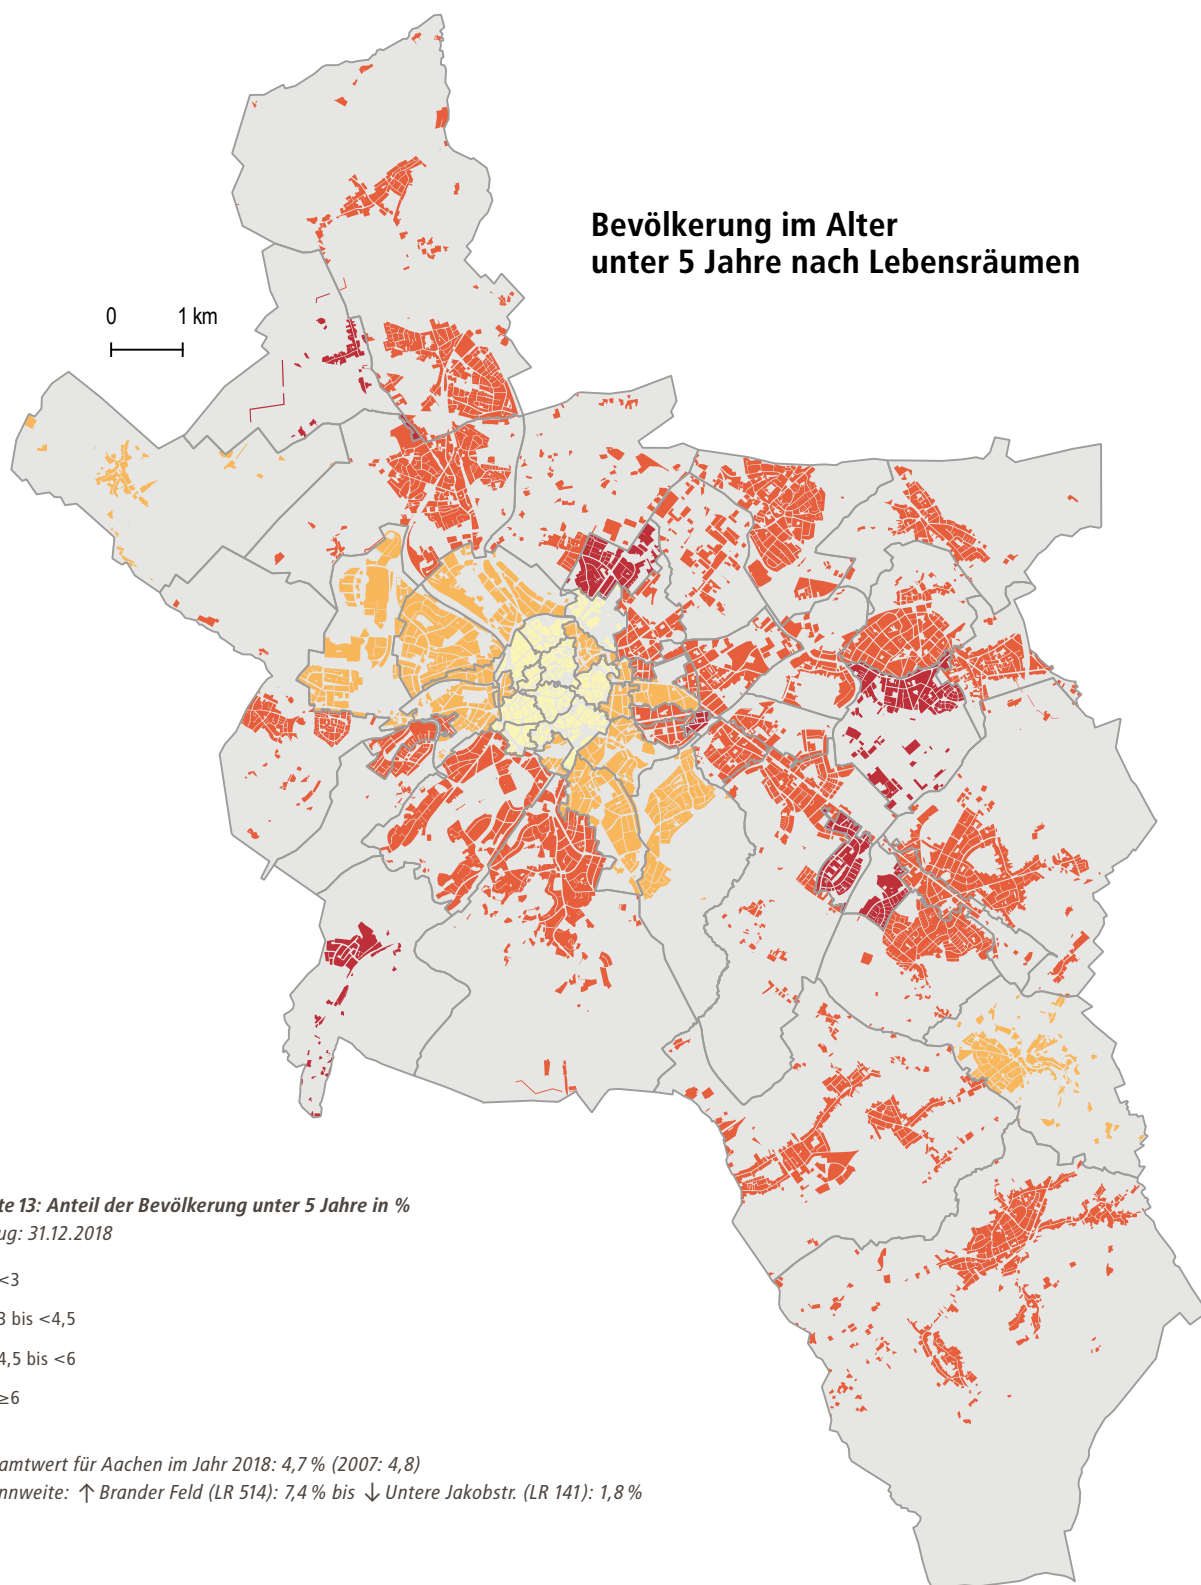 Bevölkerung im Alter
unter 5 Jahre nach Lebensräumen
0 1 km
te 13: Anteil der Bevölkerung unter 5 Jahre in %
ug: 31.12.2018
<3
3 bis <4,5
4,5 bis <6
≥6
amtwert für Aachen im Jahr 2018: 4,7 % (2007: 4,8)
nnweite: ↑ Brander Feld (LR 514): 7,4 % bis ↓ Untere Jakobstr. (LR 141): 1,8 %